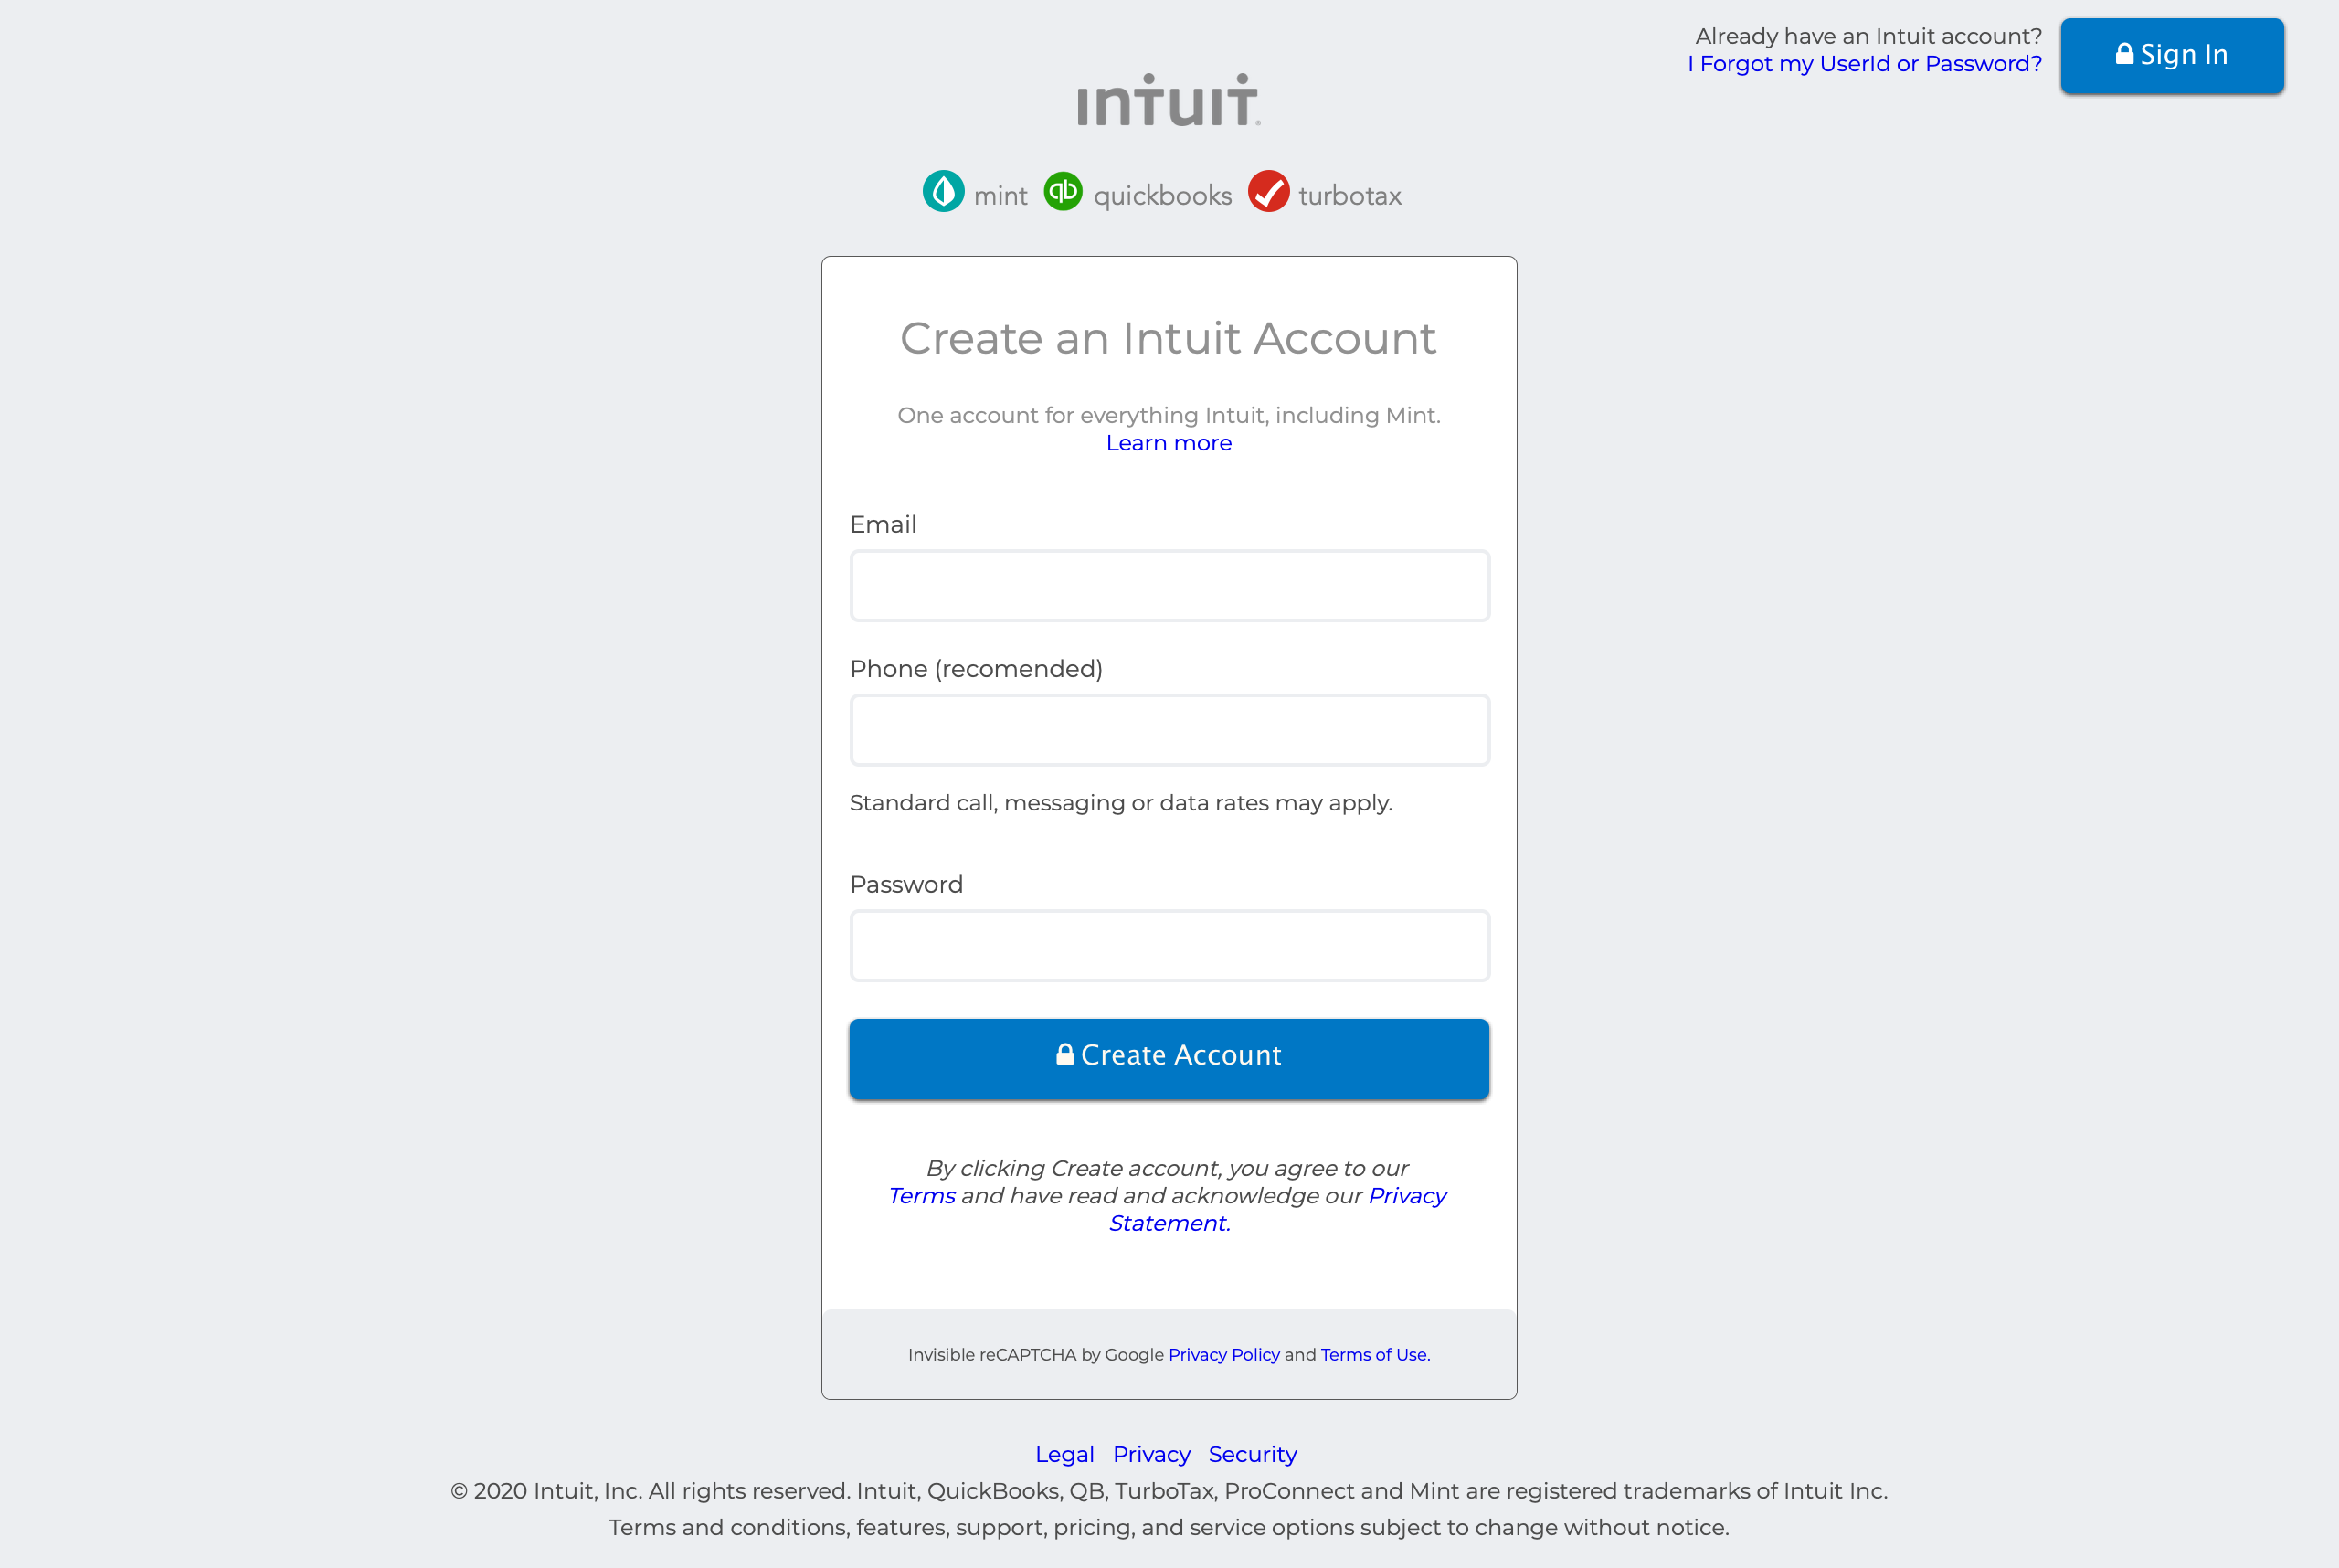 Already have an Intuit account?
I Forgot my UserId or Password?
Sign In
intuit.
mint quickbooks turbotax
Create an Intuit Account
One account for everything Intuit, including Mint.
Learn more
Email
Phone (recomended)
Standard call, messaging or data rates may apply.
Password
Create Account
By clicking Create account, you agree to our
Terms and have read and acknowledge our Privacy
Statement.
Invisible reCAPTCHA by Google Privacy Policy and Terms of Use.
Legal Privacy Security
© 2020 Intuit, Inc. All rights reserved. Intuit, QuickBooks, QB, TurboTax, ProConnect and Mint are registered trademarks of Intuit Inc.
Terms and conditions, features, support, pricing, and service options subject to change without notice.